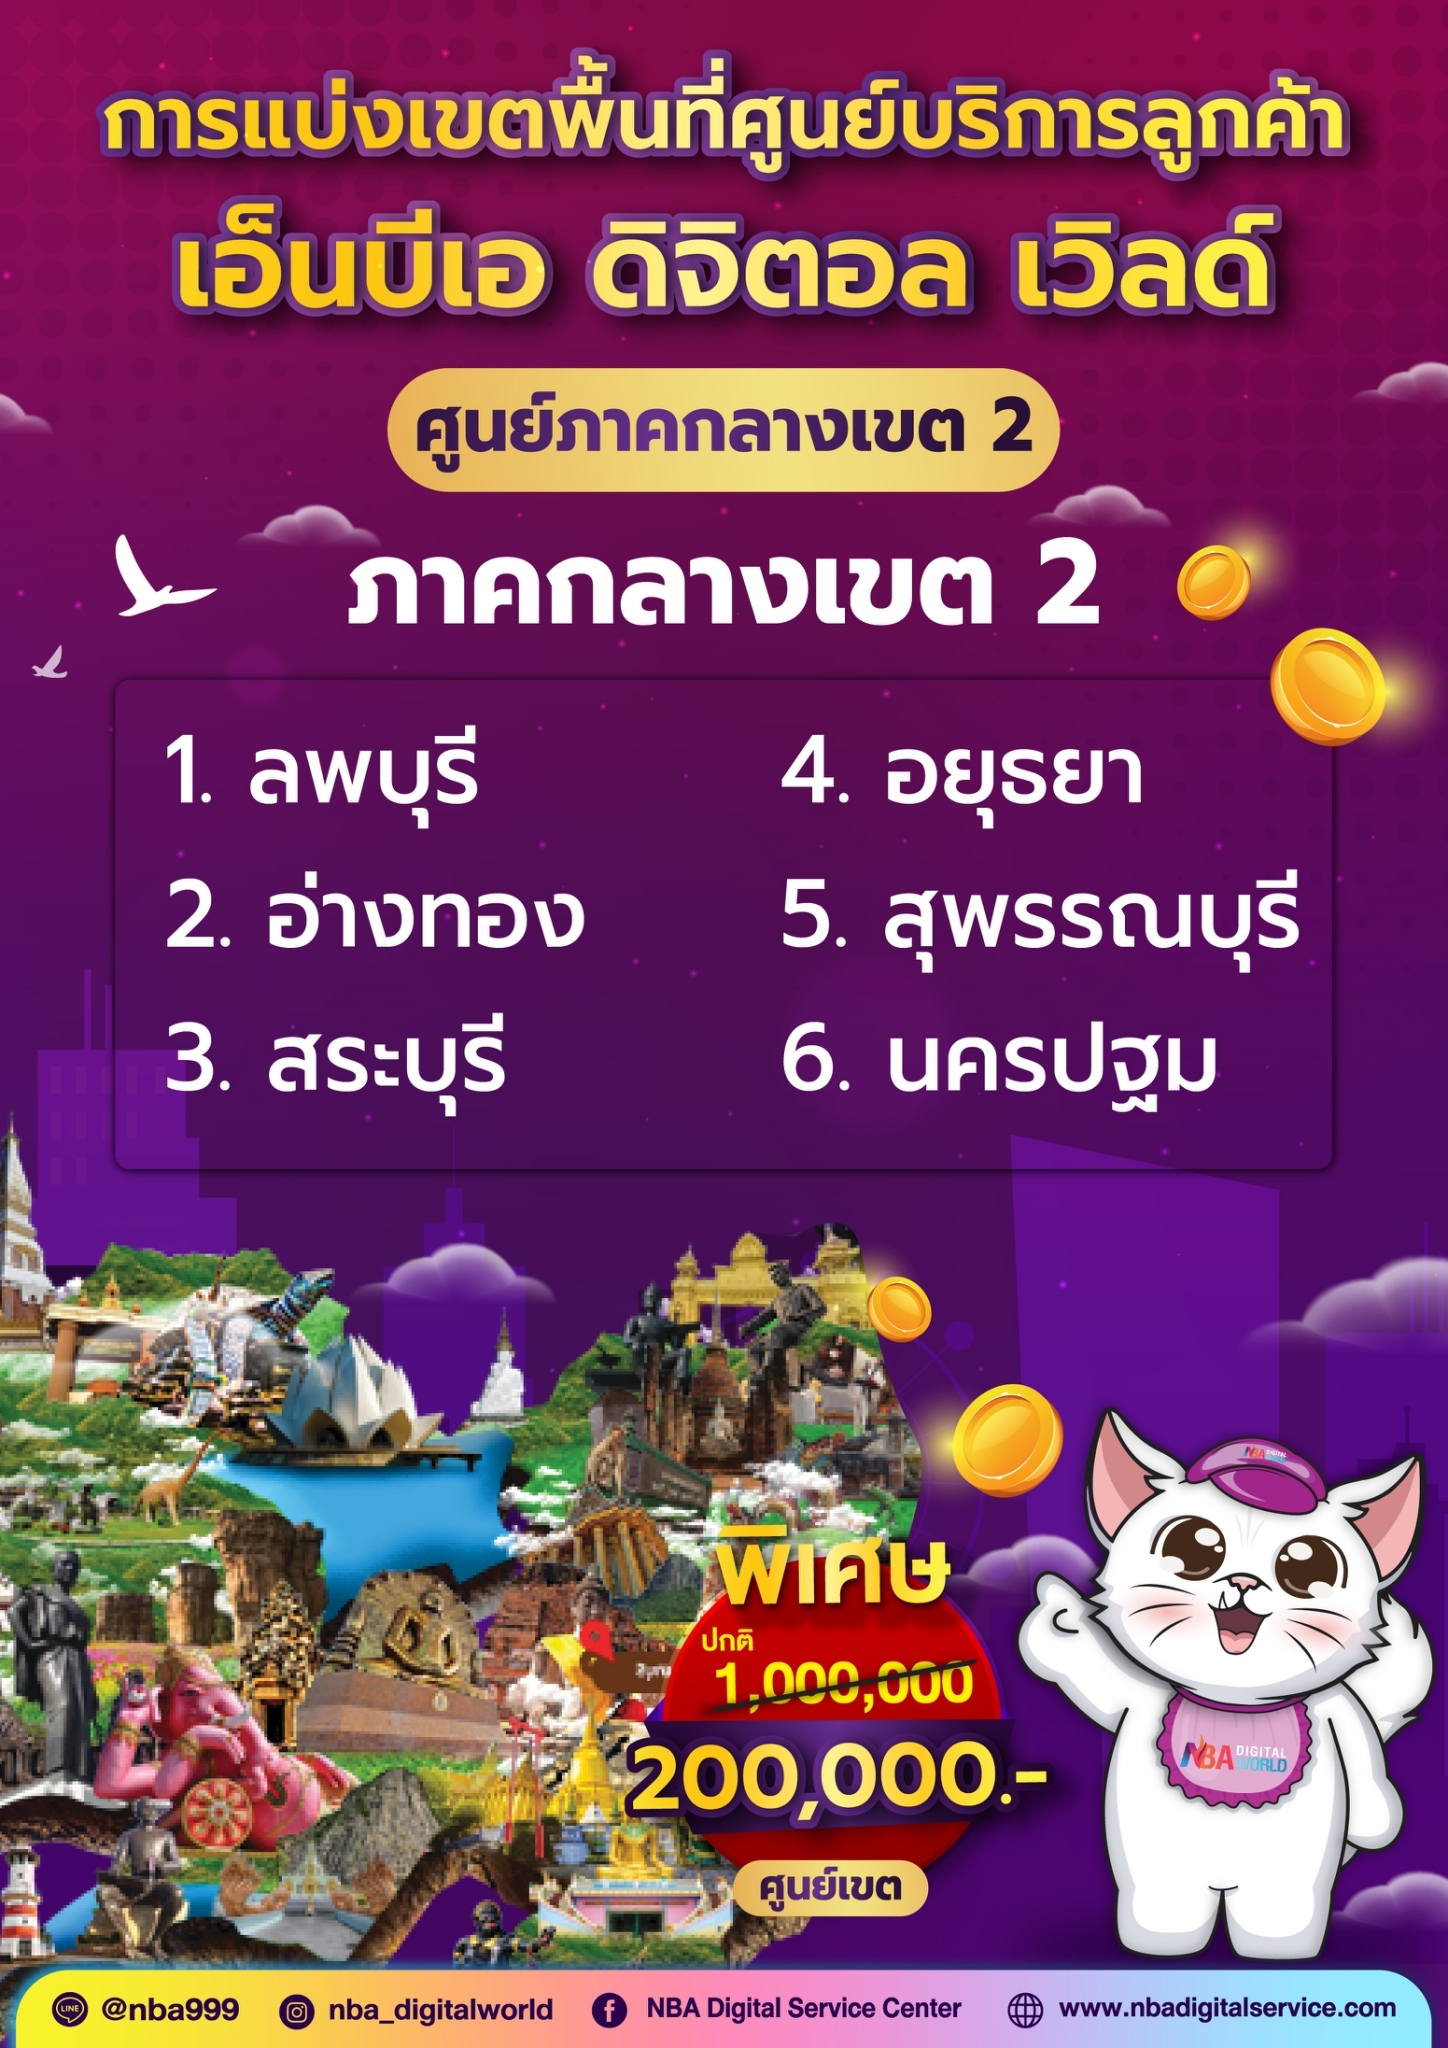 การแบ่งเขตพื้นที่ศูนย์บริการลูกค้า
เอ็นบีเอ ดิจิตอล เวิลด์
ศูนย์ภาคกลางเขต 2
ภาคกลางเขต 2
1. ลพบุรี
2. อ่างทอง
3. สระบุรี
4. อยุธยา
5. สุพรรณบุรี
6. นครปฐม
NBA DIGITAL WORLD
พิเศษ
ปกติ
1,000,000
200,000.-
ศูนย์เขต
NBA DIGITAL WORLD
LINE @nba999
nba_digitalworld
NBA Digital Service Center
www.nbadigitalservice.com